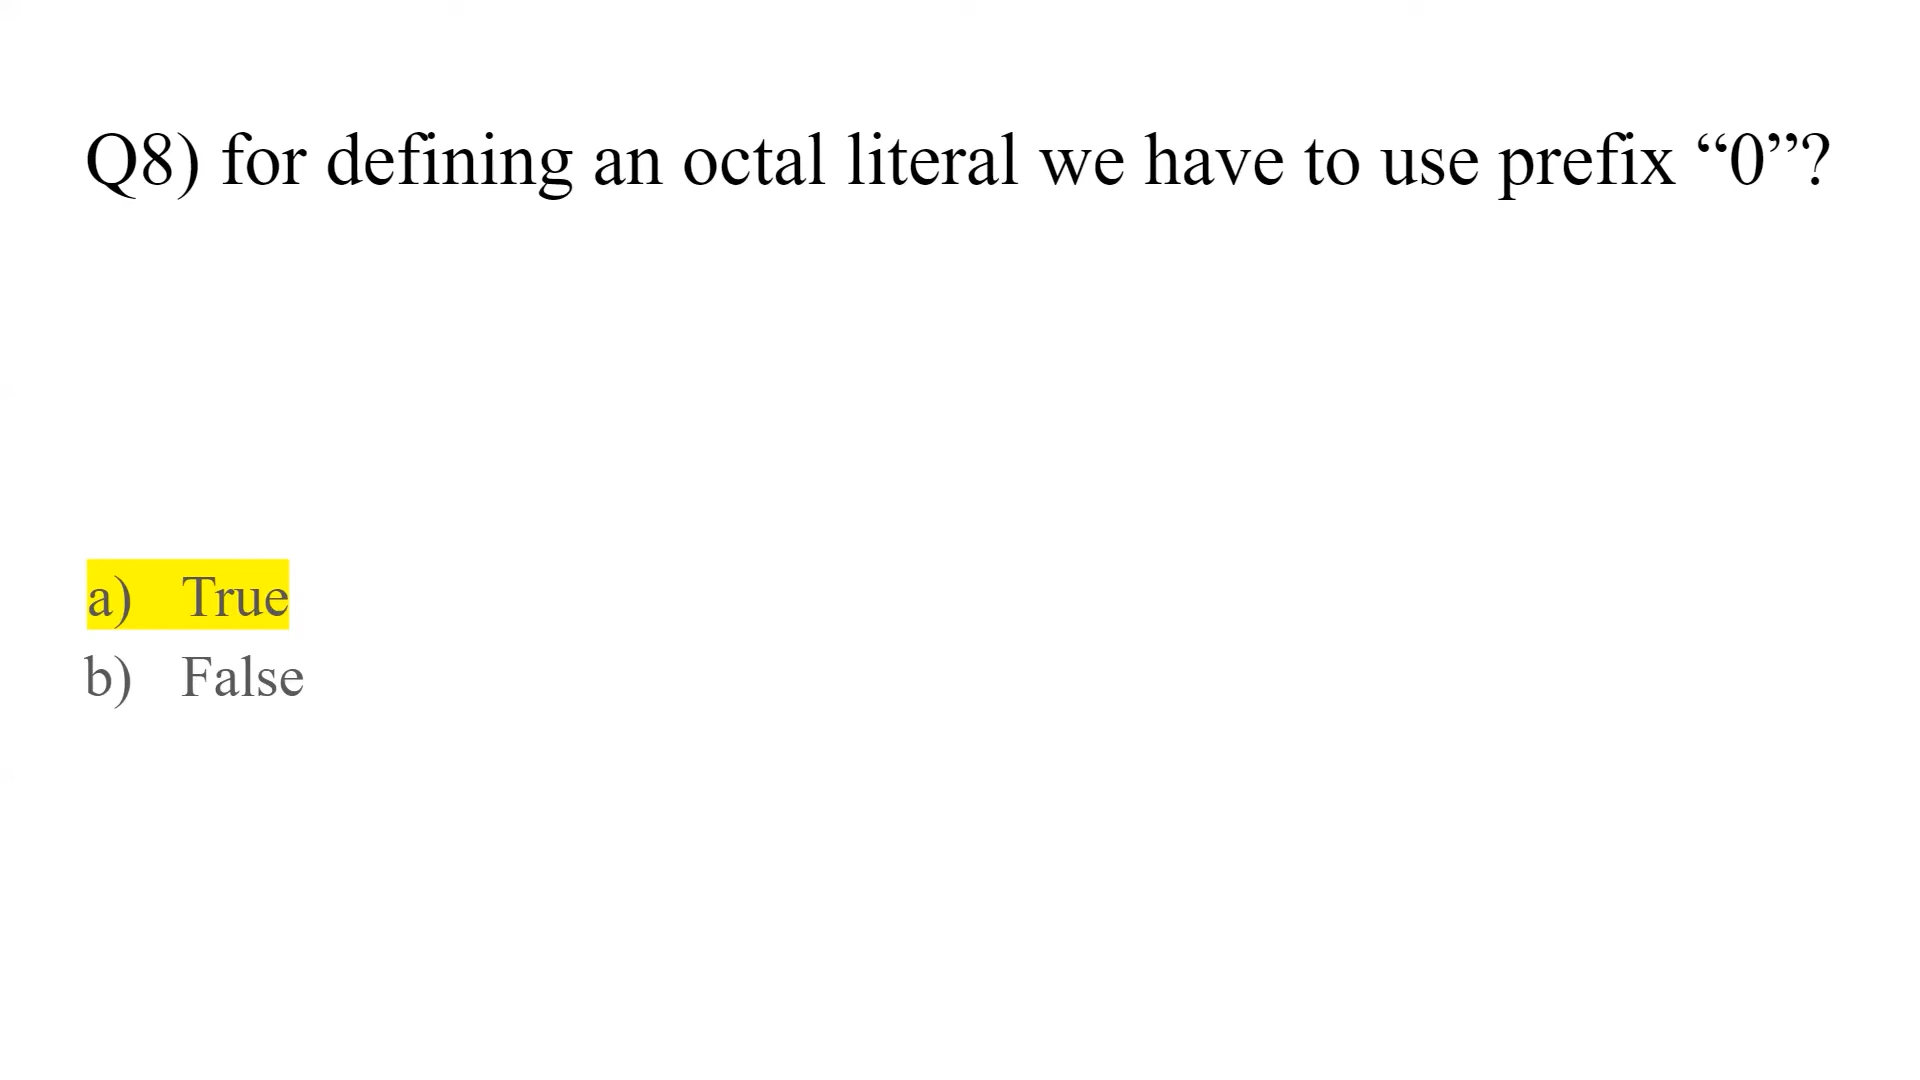 Q8) for defining an octal literal we have to use prefix “0”?
a) True
b) False